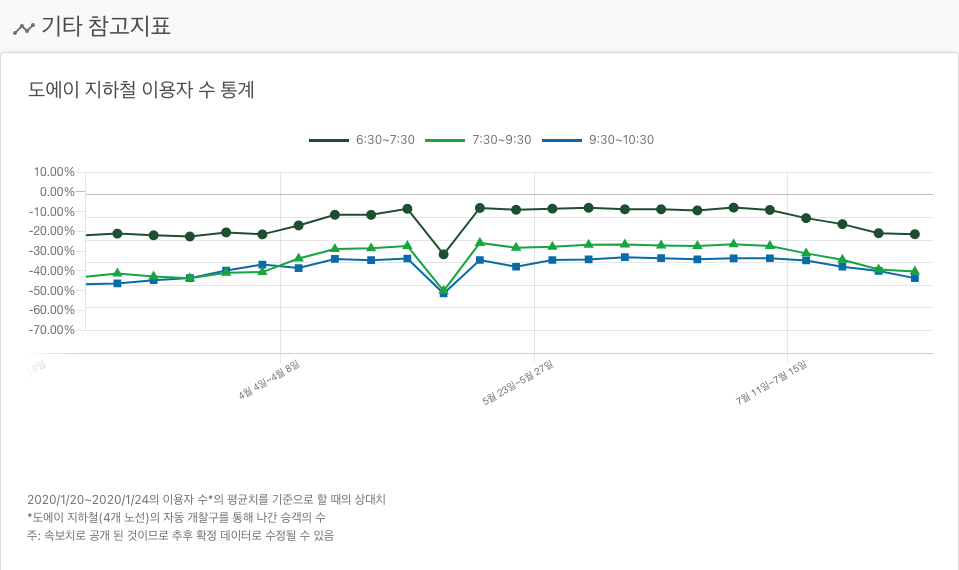 기타 참고지표
도에이 지하철 이용자 수 통계
6:30~7:30 7:30~9:30 9:30~10:30
10.00%
0.00%
-10.00%
-20.00%
-30.00%
-40.00%
-50.00%
-60.00%
-70.00%
4월 4일~4월 8일
5월 23일~5월 27일
7월 11일~7월 15일
2020/1/20~2020/1/24의 이용자 수*의 평균치를 기준으로 할 때의 상대치
*도에이 지하철(4개 노선)의 자동 개찰구를 통해 나간 승객의 수
주: 속보치로 공개 된 것이므로 추후 확정 데이터로 수정될 수 있음